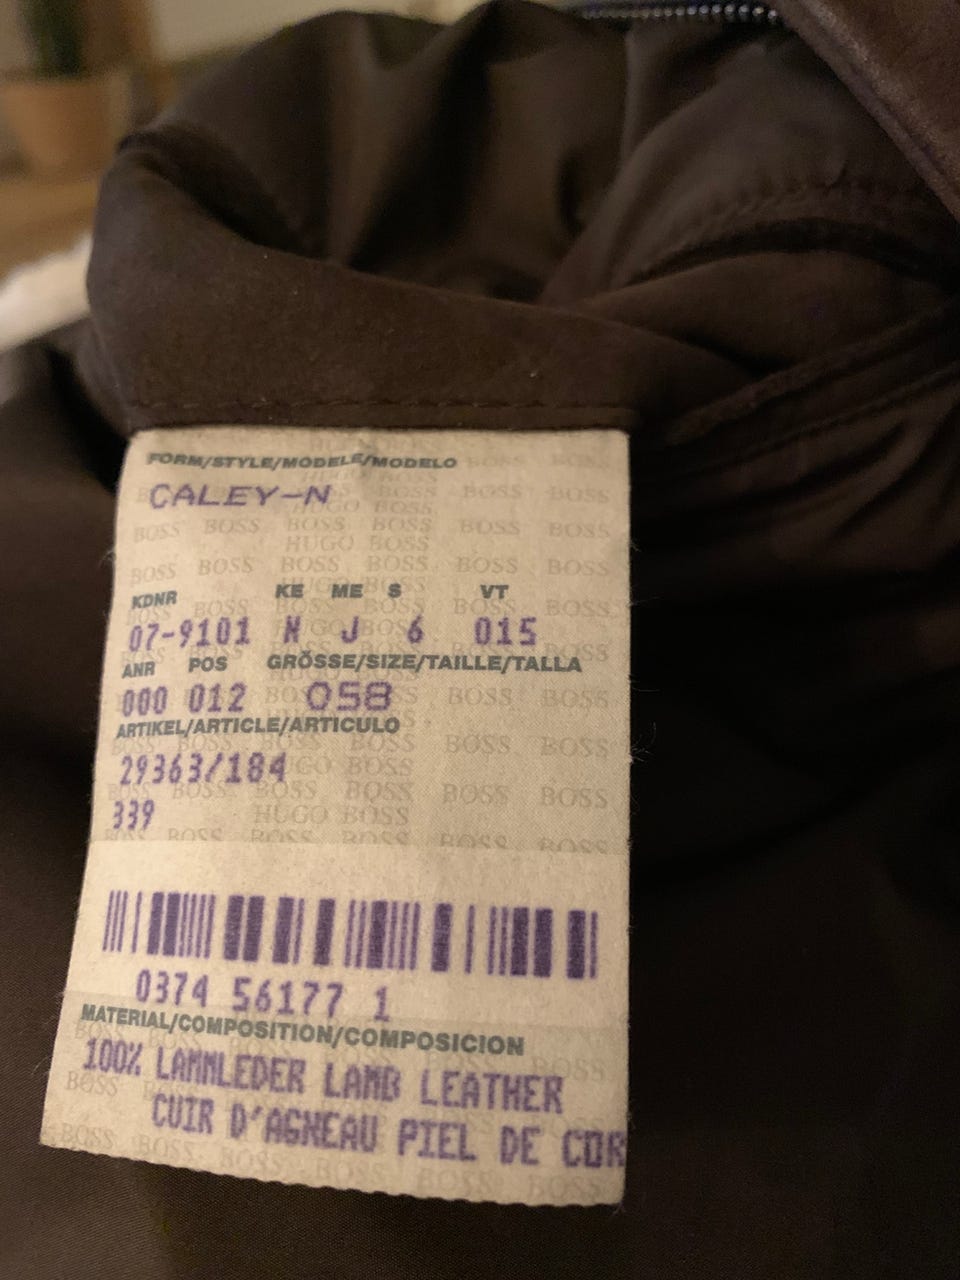 FORM/STYLE/MODELE/MODELO
CALEY-N
KDNR KE ME S VT
07-9101 N J 6 015
ANR POS GRÖSSE/SIZE/TAILLE/TALLA
000 012 058
ARTIKEL/ARTICLE/ARTICULO
29363/184
339
HUGO BOSS
0374 56177 1
MATERIAL/COMPOSITION/COMPOSICION
100% LAMMLEDER LAMB LEATHER
CUIR D'AGNEAU PIEL DE COR